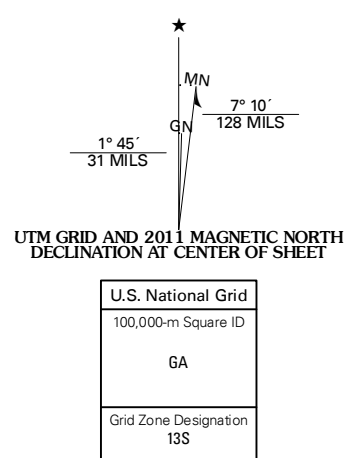 ★
MN
7° 10´
128 MILS
GN
1° 45´
31 MILS
UTM GRID AND 2011 MAGNETIC NORTH
DECLINATION AT CENTER OF SHEET
U.S. National Grid
100,000-m Square ID
GA
Grid Zone Designation
13S